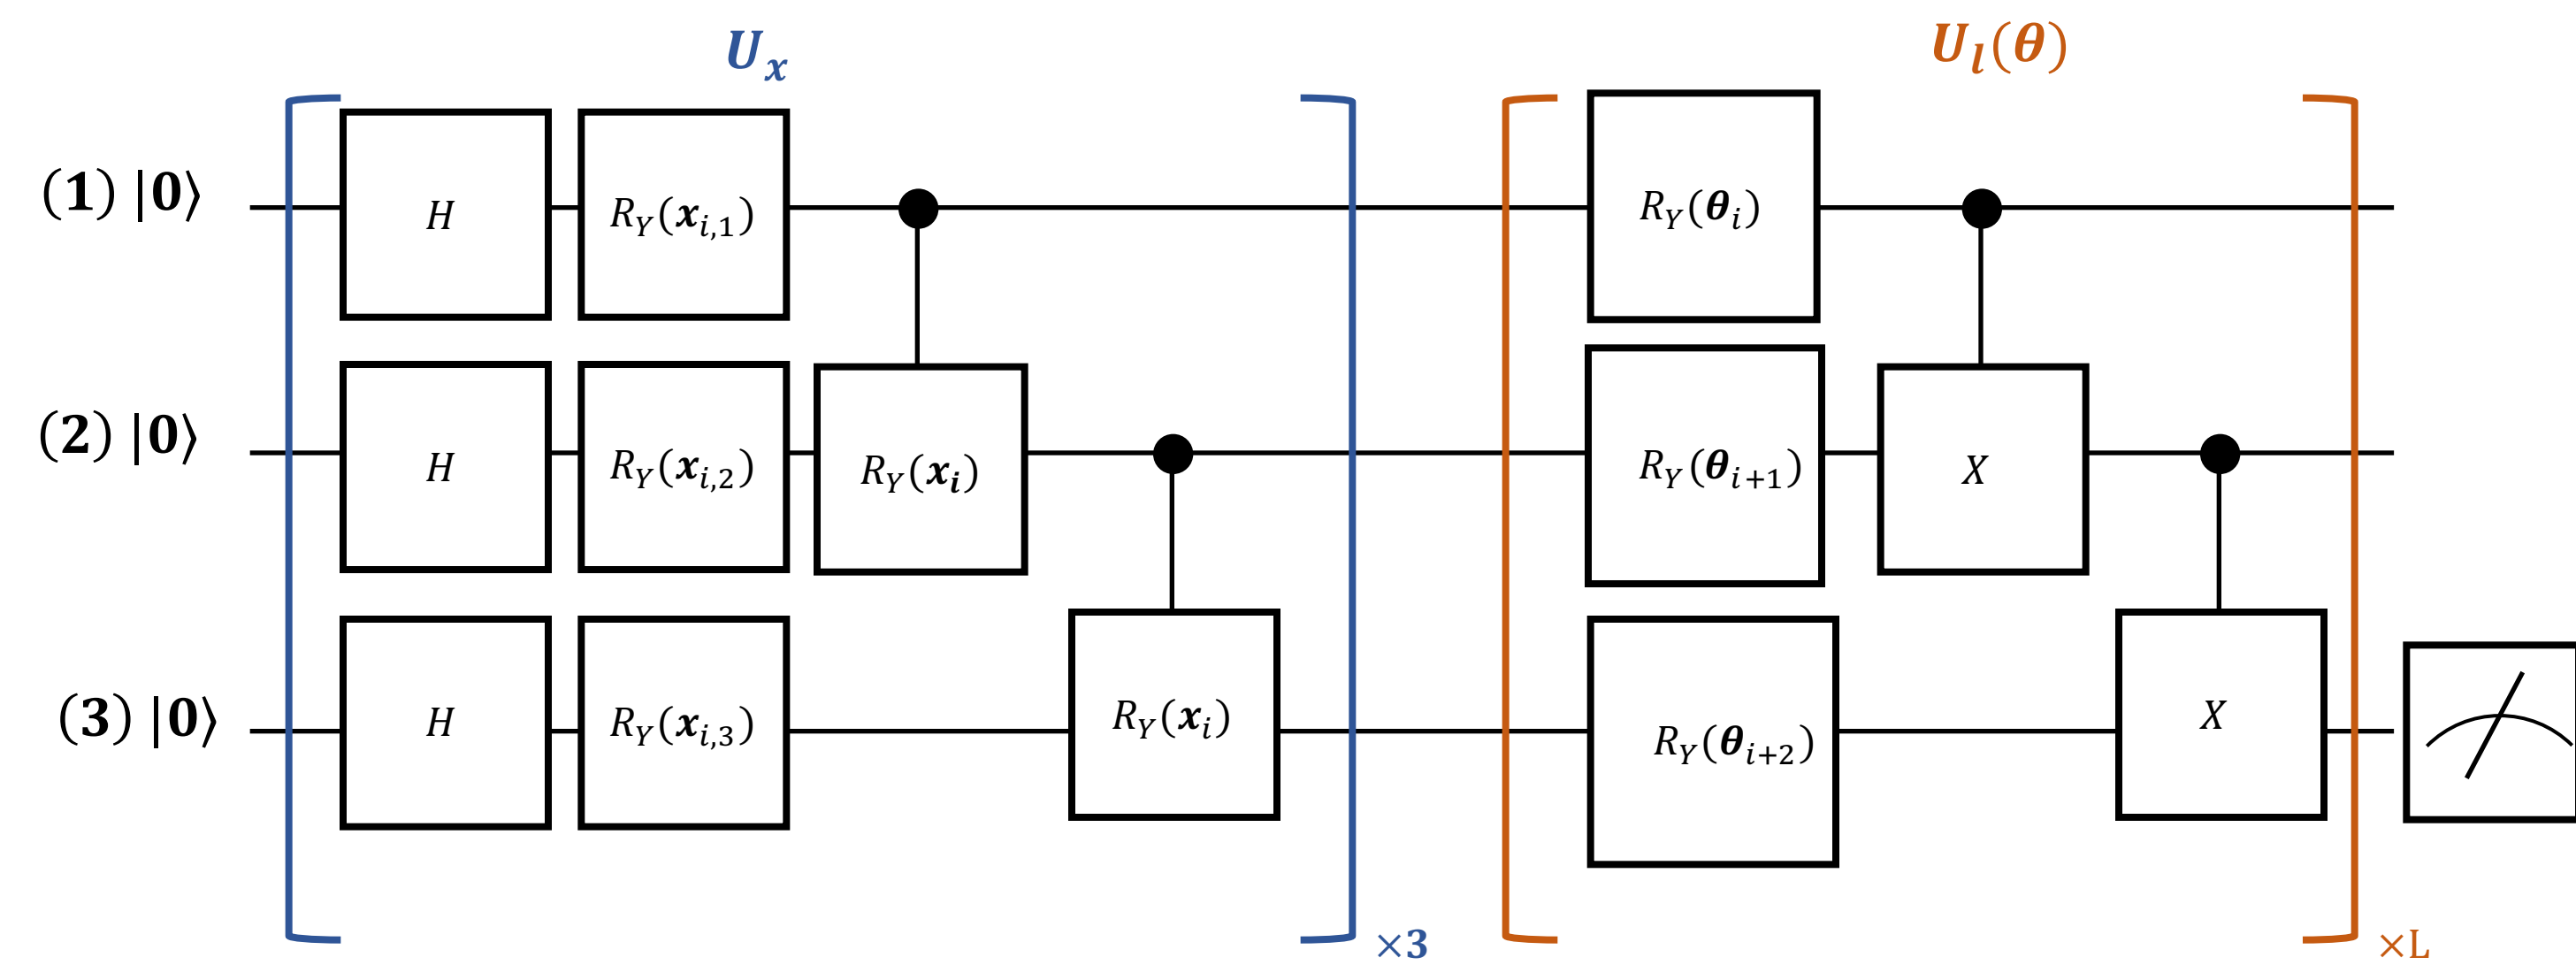 U_x
U_l(θ)
(1) |0⟩
H
R_Y(x_{i,1})
R_Y(θ_i)
(2) |0⟩
H
R_Y(x_{i,2})
R_Y(x_i)
R_Y(θ_{i+1})
X
(3) |0⟩
H
R_Y(x_{i,3})
R_Y(x_i)
R_Y(θ_{i+2})
X
×3
×L